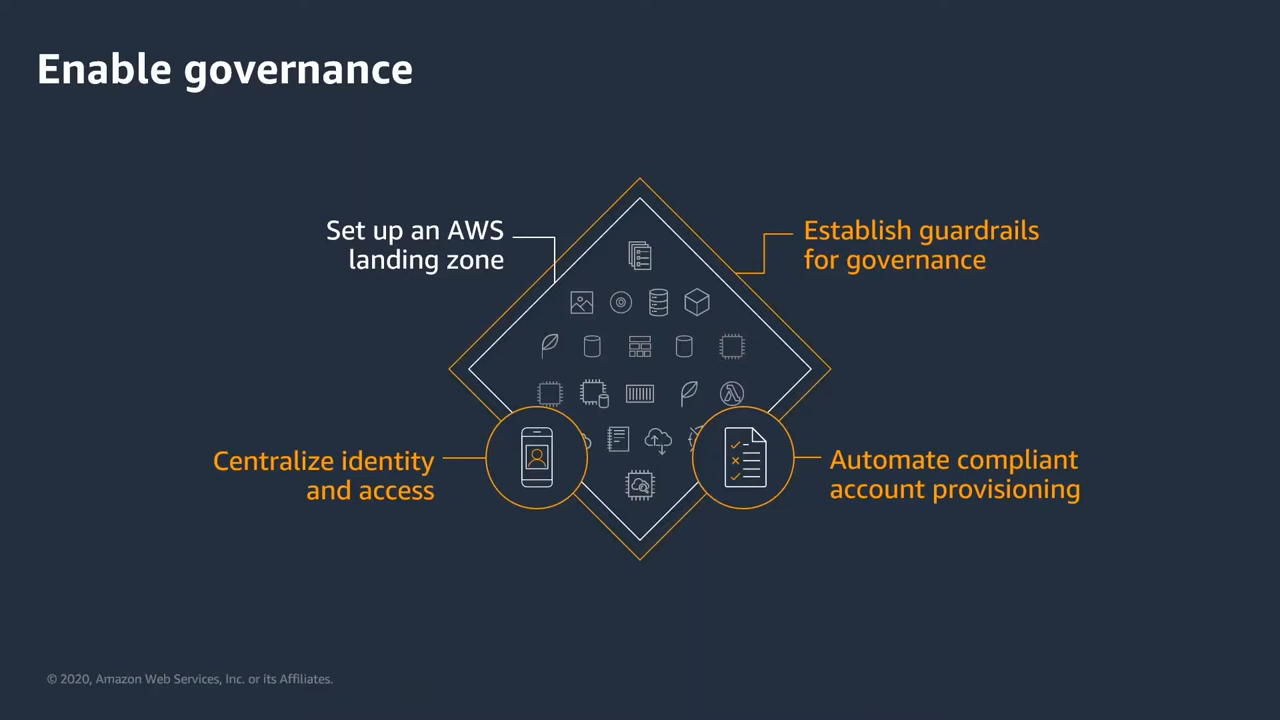 Enable governance
Set up an AWS
landing zone
Establish guardrails
for governance
Centralize identity
and access
Automate compliant
account provisioning
© 2020, Amazon Web Services, Inc. or its Affiliates.